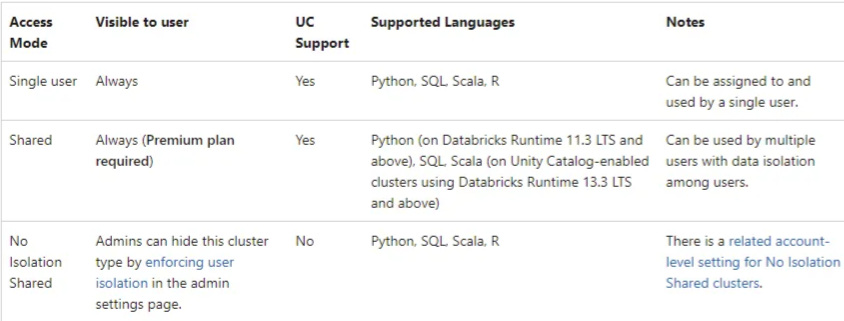 Access Mode
Visible to user
UC Support
Supported Languages
Notes
Single user
Always
Yes
Python, SQL, Scala, R
Can be assigned to and
used by a single user.
Shared
Always (Premium plan
required)
Yes
Python (on Databricks Runtime 11.3 LTS and
above), SQL, Scala (on Unity Catalog-enabled
clusters using Databricks Runtime 13.3 LTS
and above)
Can be used by multiple
users with data isolation
among users.
No
Isolation
Shared
Admins can hide this cluster
type by enforcing user
isolation in the admin
settings page.
No
Python, SQL, Scala, R
There is a related account-
level setting for No Isolation
Shared clusters.